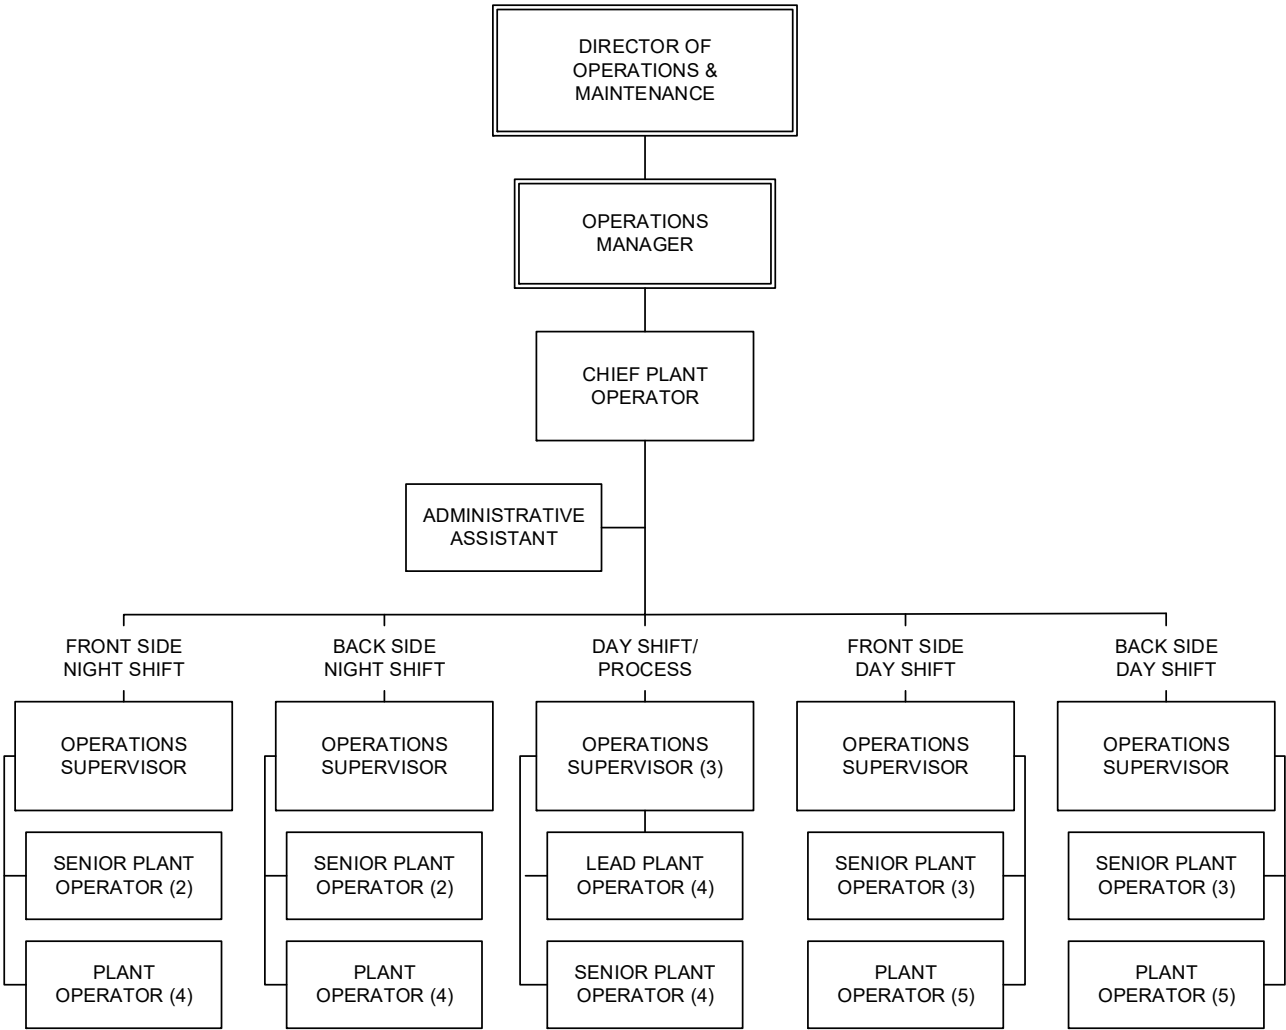 DIRECTOR OF
OPERATIONS &
MAINTENANCE
OPERATIONS
MANAGER
CHIEF PLANT
OPERATOR
ADMINISTRATIVE
ASSISTANT
FRONT SIDE
NIGHT SHIFT
BACK SIDE
NIGHT SHIFT
DAY SHIFT/
PROCESS
FRONT SIDE
DAY SHIFT
BACK SIDE
DAY SHIFT
OPERATIONS
SUPERVISOR
OPERATIONS
SUPERVISOR
OPERATIONS
SUPERVISOR (3)
OPERATIONS
SUPERVISOR
OPERATIONS
SUPERVISOR
SENIOR PLANT
OPERATOR (2)
SENIOR PLANT
OPERATOR (2)
LEAD PLANT
OPERATOR (4)
SENIOR PLANT
OPERATOR (3)
SENIOR PLANT
OPERATOR (3)
PLANT
OPERATOR (4)
PLANT
OPERATOR (4)
SENIOR PLANT
OPERATOR (4)
PLANT
OPERATOR (5)
PLANT
OPERATOR (5)